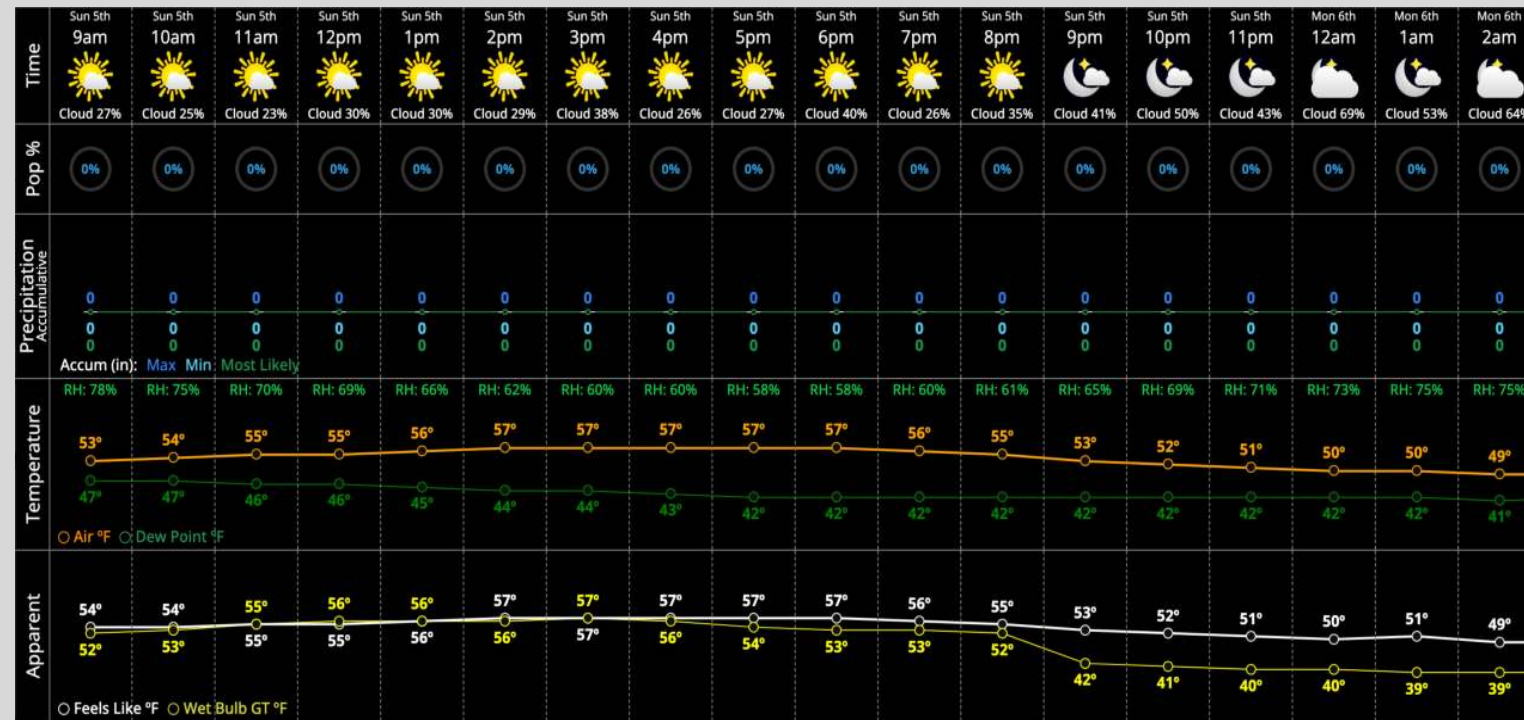 Time
Sun 5th Sun 5th Sun 5th Sun 5th Sun 5th Sun 5th Sun 5th Sun 5th Sun 5th Sun 5th Sun 5th Sun 5th Sun 5th Sun 5th Sun 5th Mon 6th Mon 6th Mon 6th
9am 10am 11am 12pm 1pm 2pm 3pm 4pm 5pm 6pm 7pm 8pm 9pm 10pm 11pm 12am 1am 2am
Cloud 27% Cloud 25% Cloud 23% Cloud 30% Cloud 30% Cloud 29% Cloud 38% Cloud 26% Cloud 27% Cloud 40% Cloud 26% Cloud 35% Cloud 41% Cloud 50% Cloud 43% Cloud 69% Cloud 53% Cloud 64%
Pop %
0% 0% 0% 0% 0% 0% 0% 0% 0% 0% 0% 0% 0% 0% 0% 0% 0% 0%
Precipitation
Accumulative
0 0 0 0 0 0 0 0 0 0 0 0 0 0 0 0 0 0
0 0 0 0 0 0 0 0 0 0 0 0 0 0 0 0 0 0
0 0 0 0 0 0 0 0 0 0 0 0 0 0 0 0 0 0
Accum (in): Max Min Most Likely
Temperature
RH: 78% RH: 75% RH: 70% RH: 69% RH: 66% RH: 62% RH: 60% RH: 60% RH: 58% RH: 58% RH: 60% RH: 61% RH: 65% RH: 69% RH: 71% RH: 73% RH: 75% RH: 75%
53° 54° 55° 55° 56° 57° 57° 57° 57° 57° 56° 55° 53° 52° 51° 50° 50° 49°
47° 47° 46° 46° 45° 44° 44° 43° 42° 42° 42° 42° 42° 42° 42° 42° 42° 41°
Air °F Dew Point °F
Apparent
54° 54° 55° 56° 56° 57° 57° 57° 57° 57° 56° 55° 53° 52° 51° 50° 51° 49°
52° 53° 55° 55° 56° 56° 57° 56° 54° 53° 53° 52° 42° 41° 40° 40° 39° 39°
Feels Like °F Wet Bulb GT °F